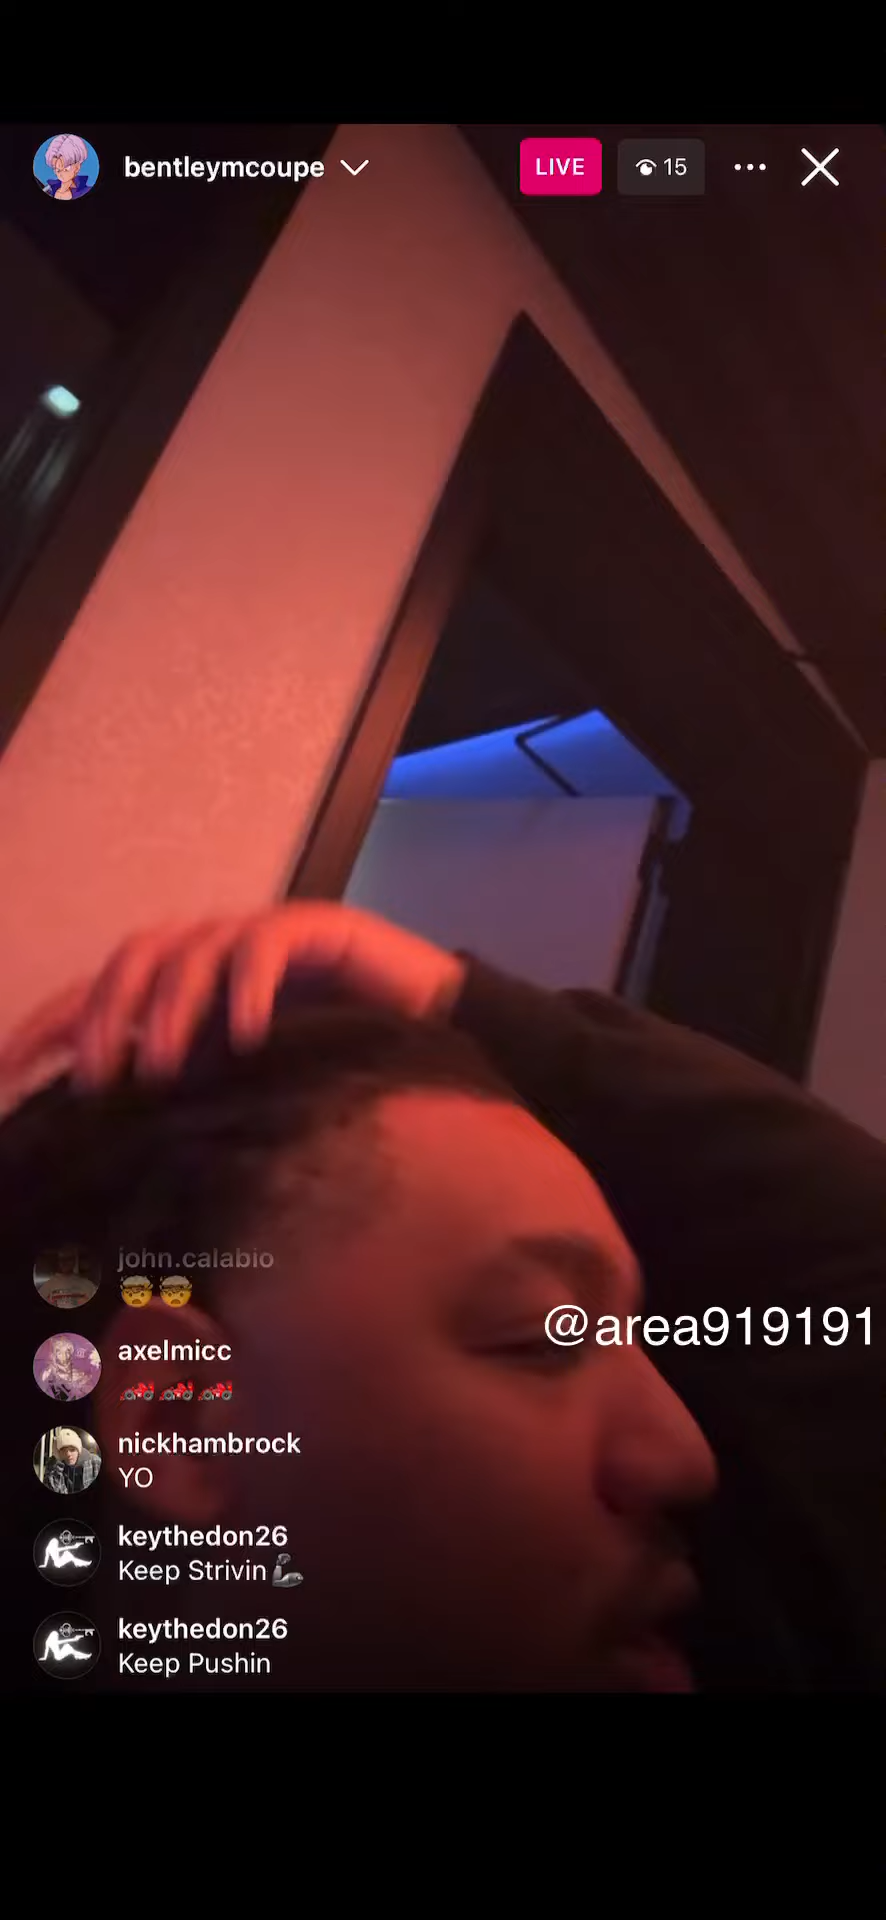 bentleymcoupe
LIVE
15
john.calabio
🤯🤯
@area919191
axelmicc
🏎️🏎️🏎️
nickhambrock
YO
keythedon26
Keep Strivin🦾
keythedon26
Keep Pushin